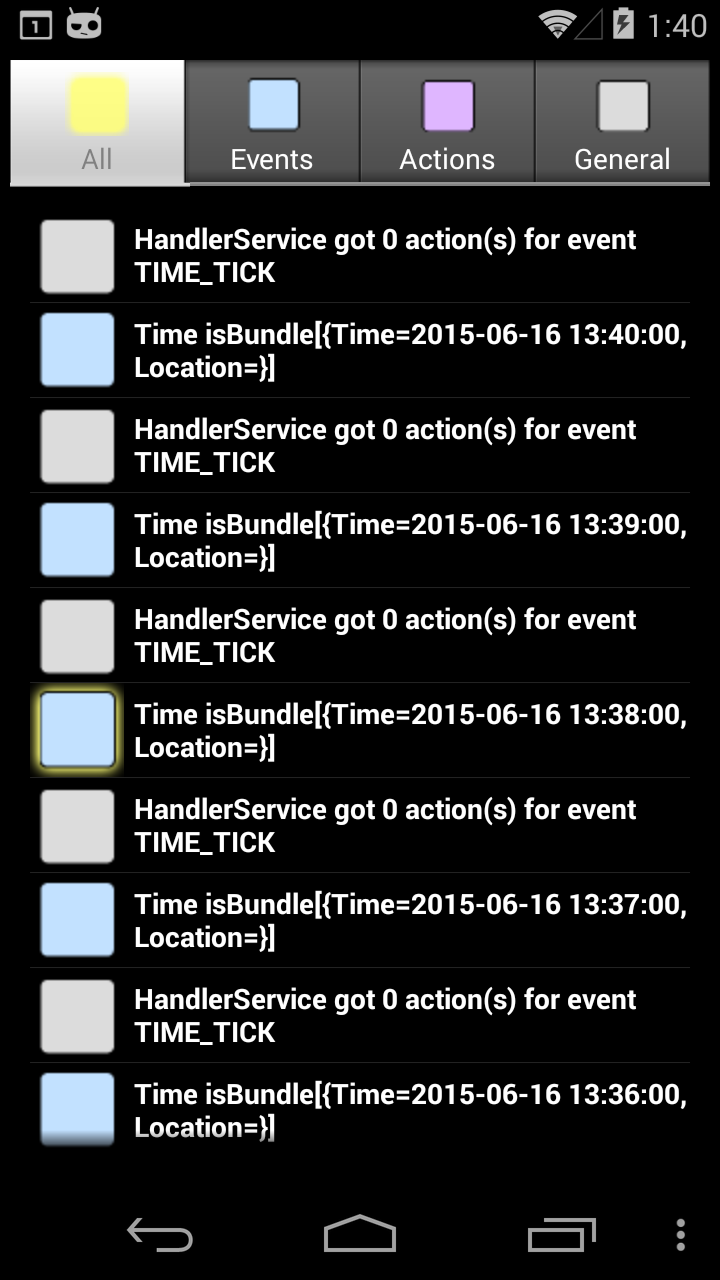 1
1:40
All
Events
Actions
General
HandlerService got 0 action(s) for event
TIME_TICK
Time isBundle[{Time=2015-06-16 13:40:00,
Location=}]
HandlerService got 0 action(s) for event
TIME_TICK
Time isBundle[{Time=2015-06-16 13:39:00,
Location=}]
HandlerService got 0 action(s) for event
TIME_TICK
Time isBundle[{Time=2015-06-16 13:38:00,
Location=}]
HandlerService got 0 action(s) for event
TIME_TICK
Time isBundle[{Time=2015-06-16 13:37:00,
Location=}]
HandlerService got 0 action(s) for event
TIME_TICK
Time isBundle[{Time=2015-06-16 13:36:00,
Location=}]